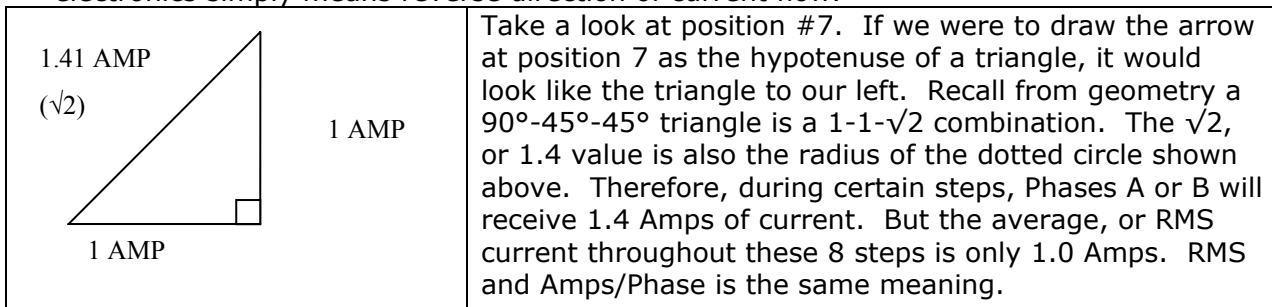 electronics simply means reverse direction of current flow.
1.41 AMP
(√2)
1 AMP
1 AMP
Take a look at position #7. If we were to draw the arrow
at position 7 as the hypotenuse of a triangle, it would
look like the triangle to our left. Recall from geometry a
90°-45°-45° triangle is a 1-1-√2 combination. The √2,
or 1.4 value is also the radius of the dotted circle shown
above. Therefore, during certain steps, Phases A or B will
receive 1.4 Amps of current. But the average, or RMS
current throughout these 8 steps is only 1.0 Amps. RMS
and Amps/Phase is the same meaning.